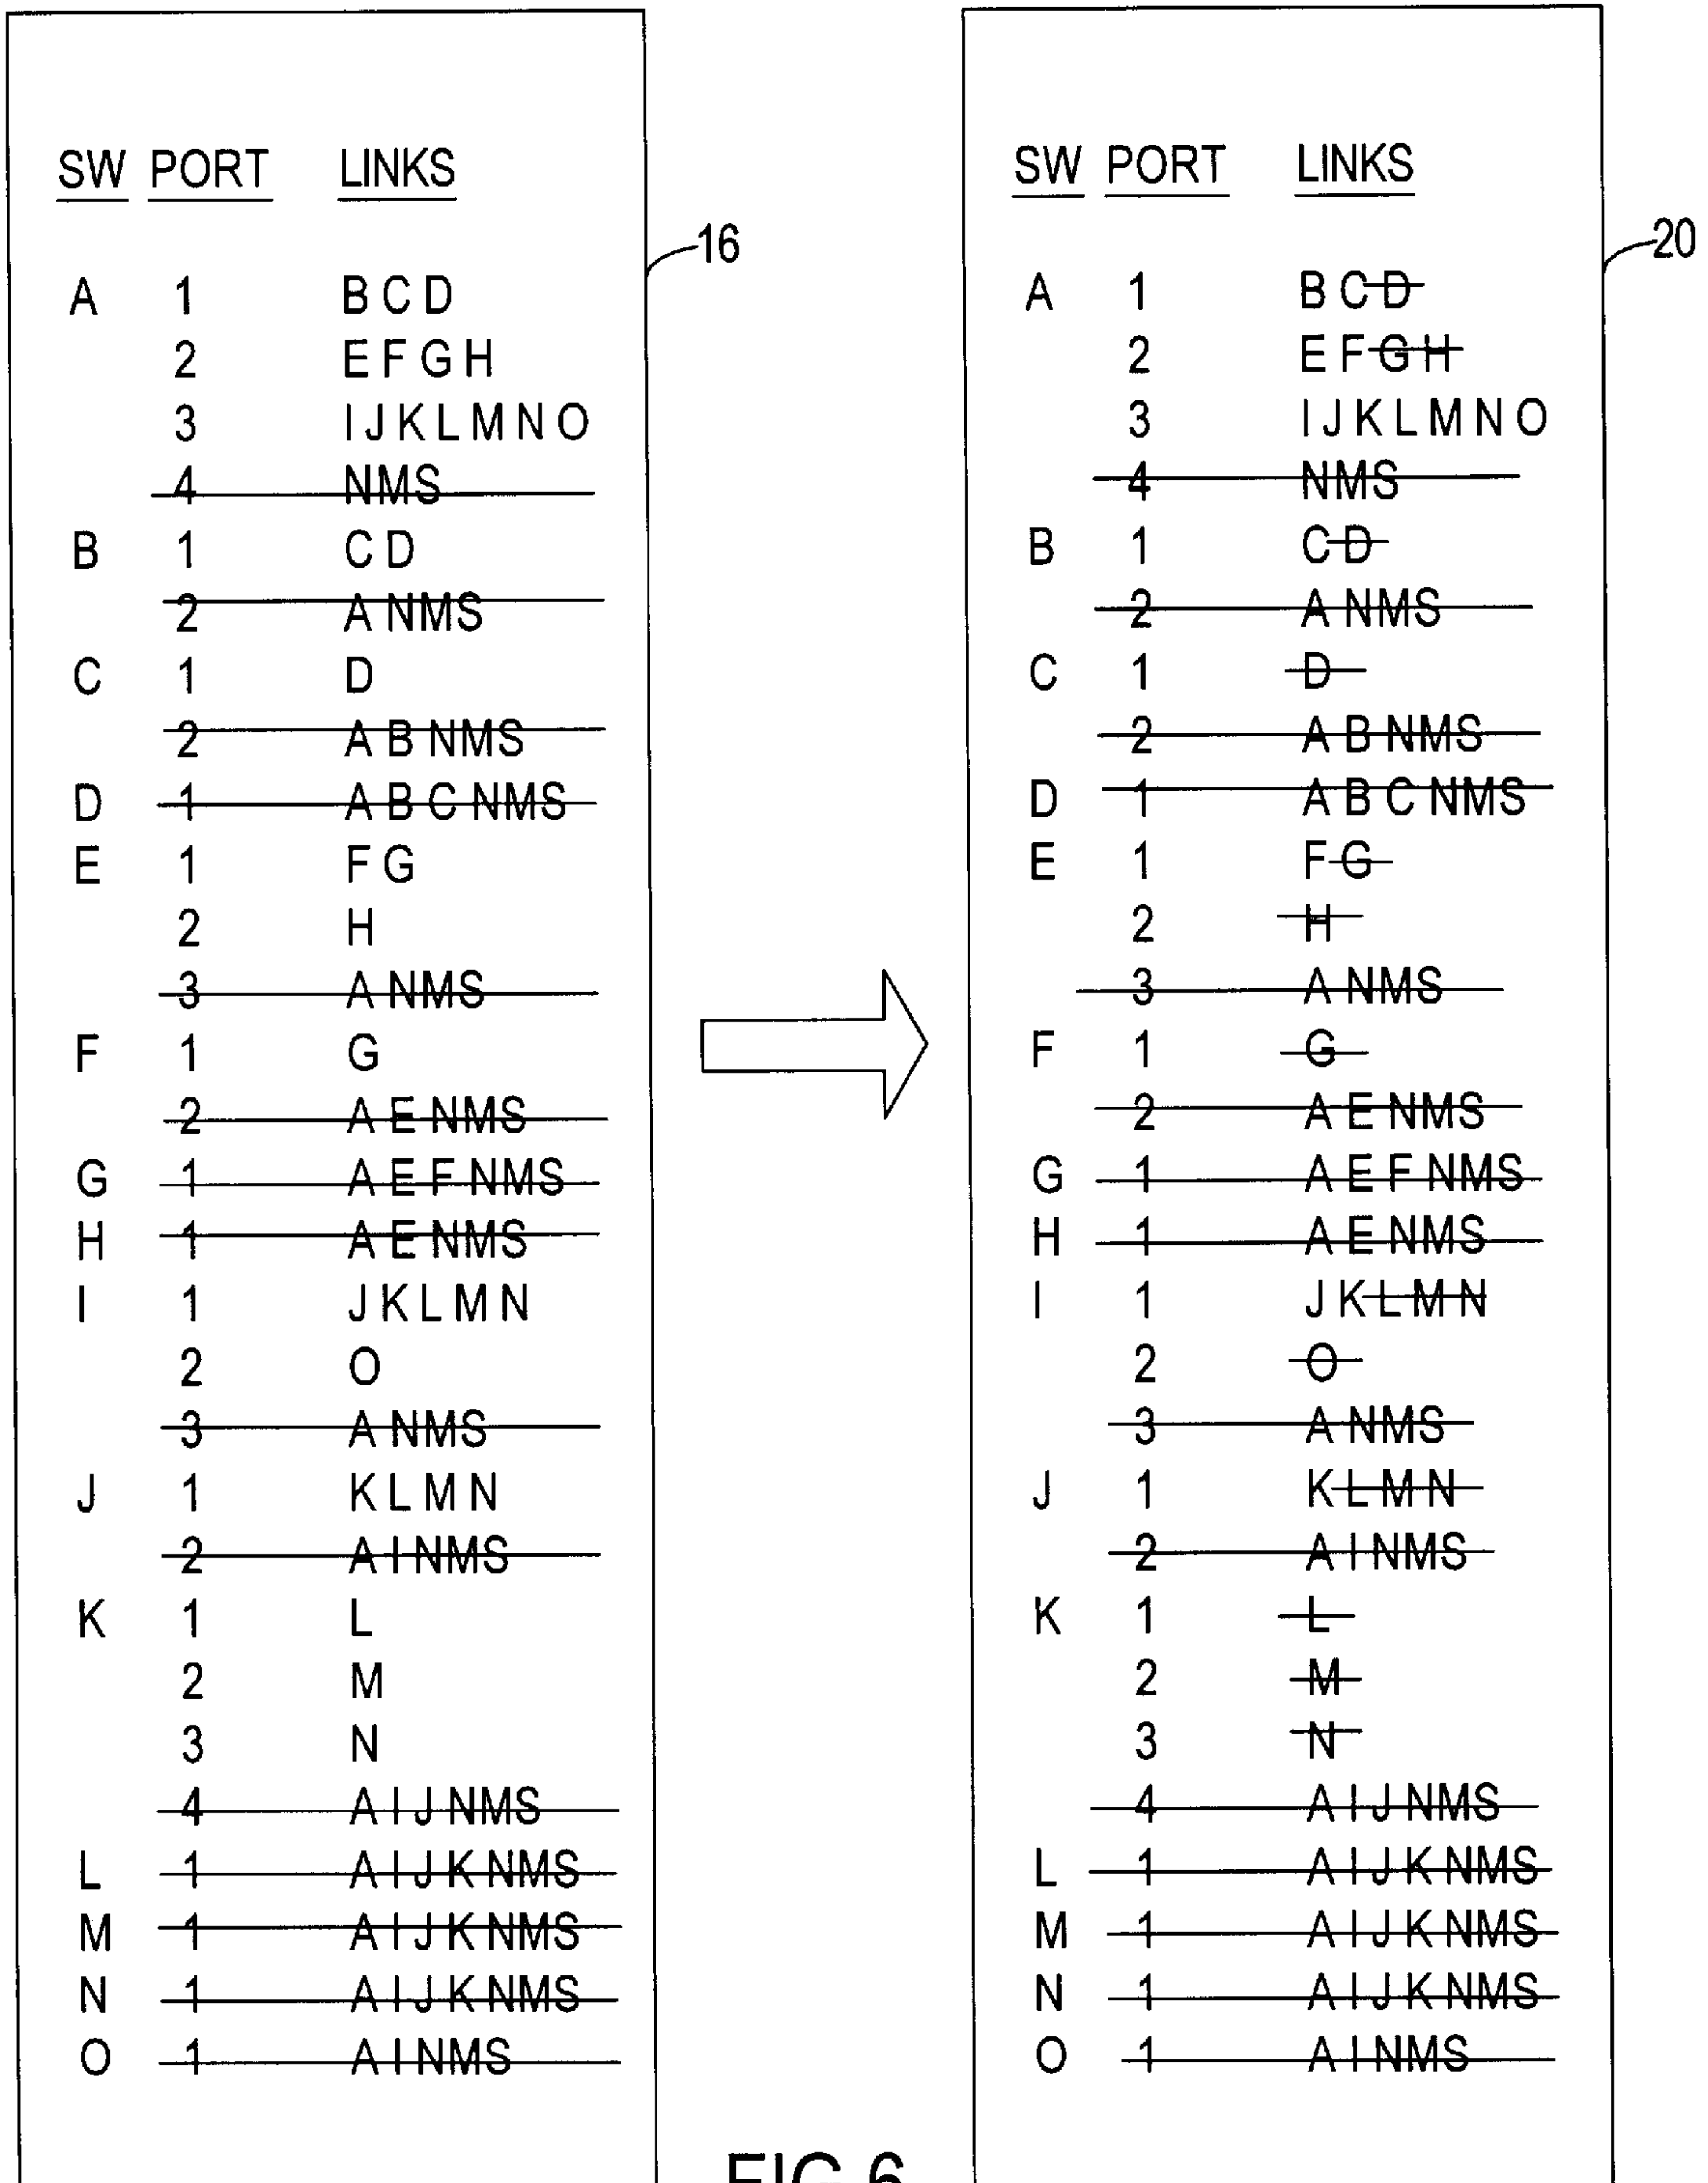 SW PORT LINKS
A 1 B C D
2 E F G H
3 I J K L M N O
4 NMS
B 1 C D
2 A NMS
C 1 D
2 A B NMS
D 1 A B C NMS
E 1 F G
2 H
3 A NMS
F 1 G
2 A E NMS
G 1 A E F NMS
H 1 A E NMS
I 1 J K L M N
2 O
3 A NMS
J 1 K L M N
2 A I NMS
K 1 L
2 M
3 N
4 A I J NMS
L 1 A I J K NMS
M 1 A I J K NMS
N 1 A I J K NMS
O 1 A I NMS
16
SW PORT LINKS
A 1 B C D
2 E F G H
3 I J K L M N O
4 NMS
B 1 C D
2 A NMS
C 1 D
2 A B NMS
D 1 A B C NMS
E 1 F G
2 H
3 A NMS
F 1 G
2 A E NMS
G 1 A E F NMS
H 1 A E NMS
I 1 J K L M N
2 O
3 A NMS
J 1 K L M N
2 A I NMS
K 1 L
2 M
3 N
4 A I J NMS
L 1 A I J K NMS
M 1 A I J K NMS
N 1 A I J K NMS
O 1 A I NMS
20
FIG 6